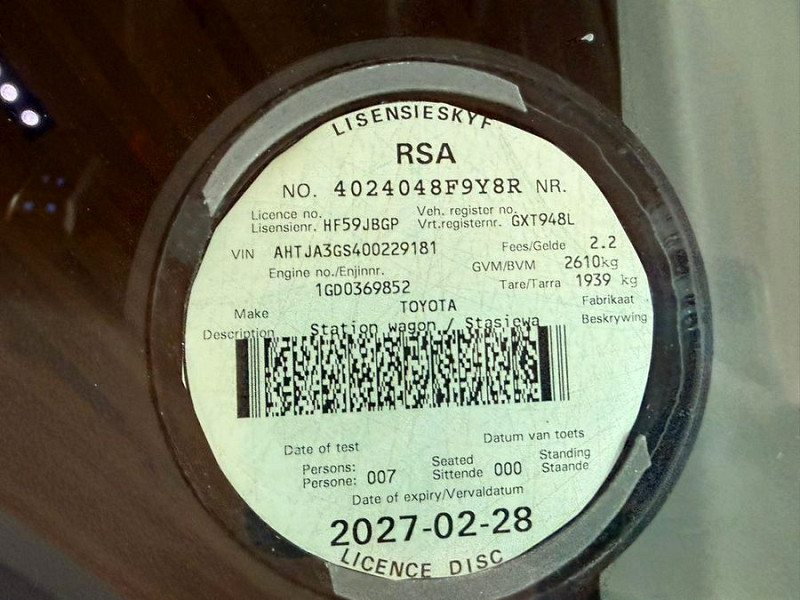 LISENSIESKYF
RSA
NO. 4024048F9Y8R NR.
Licence no. Veh. register no.
Lisensienr. HF59JBGP Vrt.registernr. GXT948L
VIN AHTJA3GS400229181 Fees/Gelde 2.2
Engine no./Enjinnr. GVM/BVM 2610kg
1GD0369852 Tare/Tarra 1939 kg
Make TOYOTA Fabrikaat
Description Station wagon / Stasiewa Beskrywing
Date of test Datum van toets
Persons: Seated Standing
Persone: 007 Sittende 000 Staande
Date of expiry/Vervaldatum
2027-02-28
LICENCE DISC